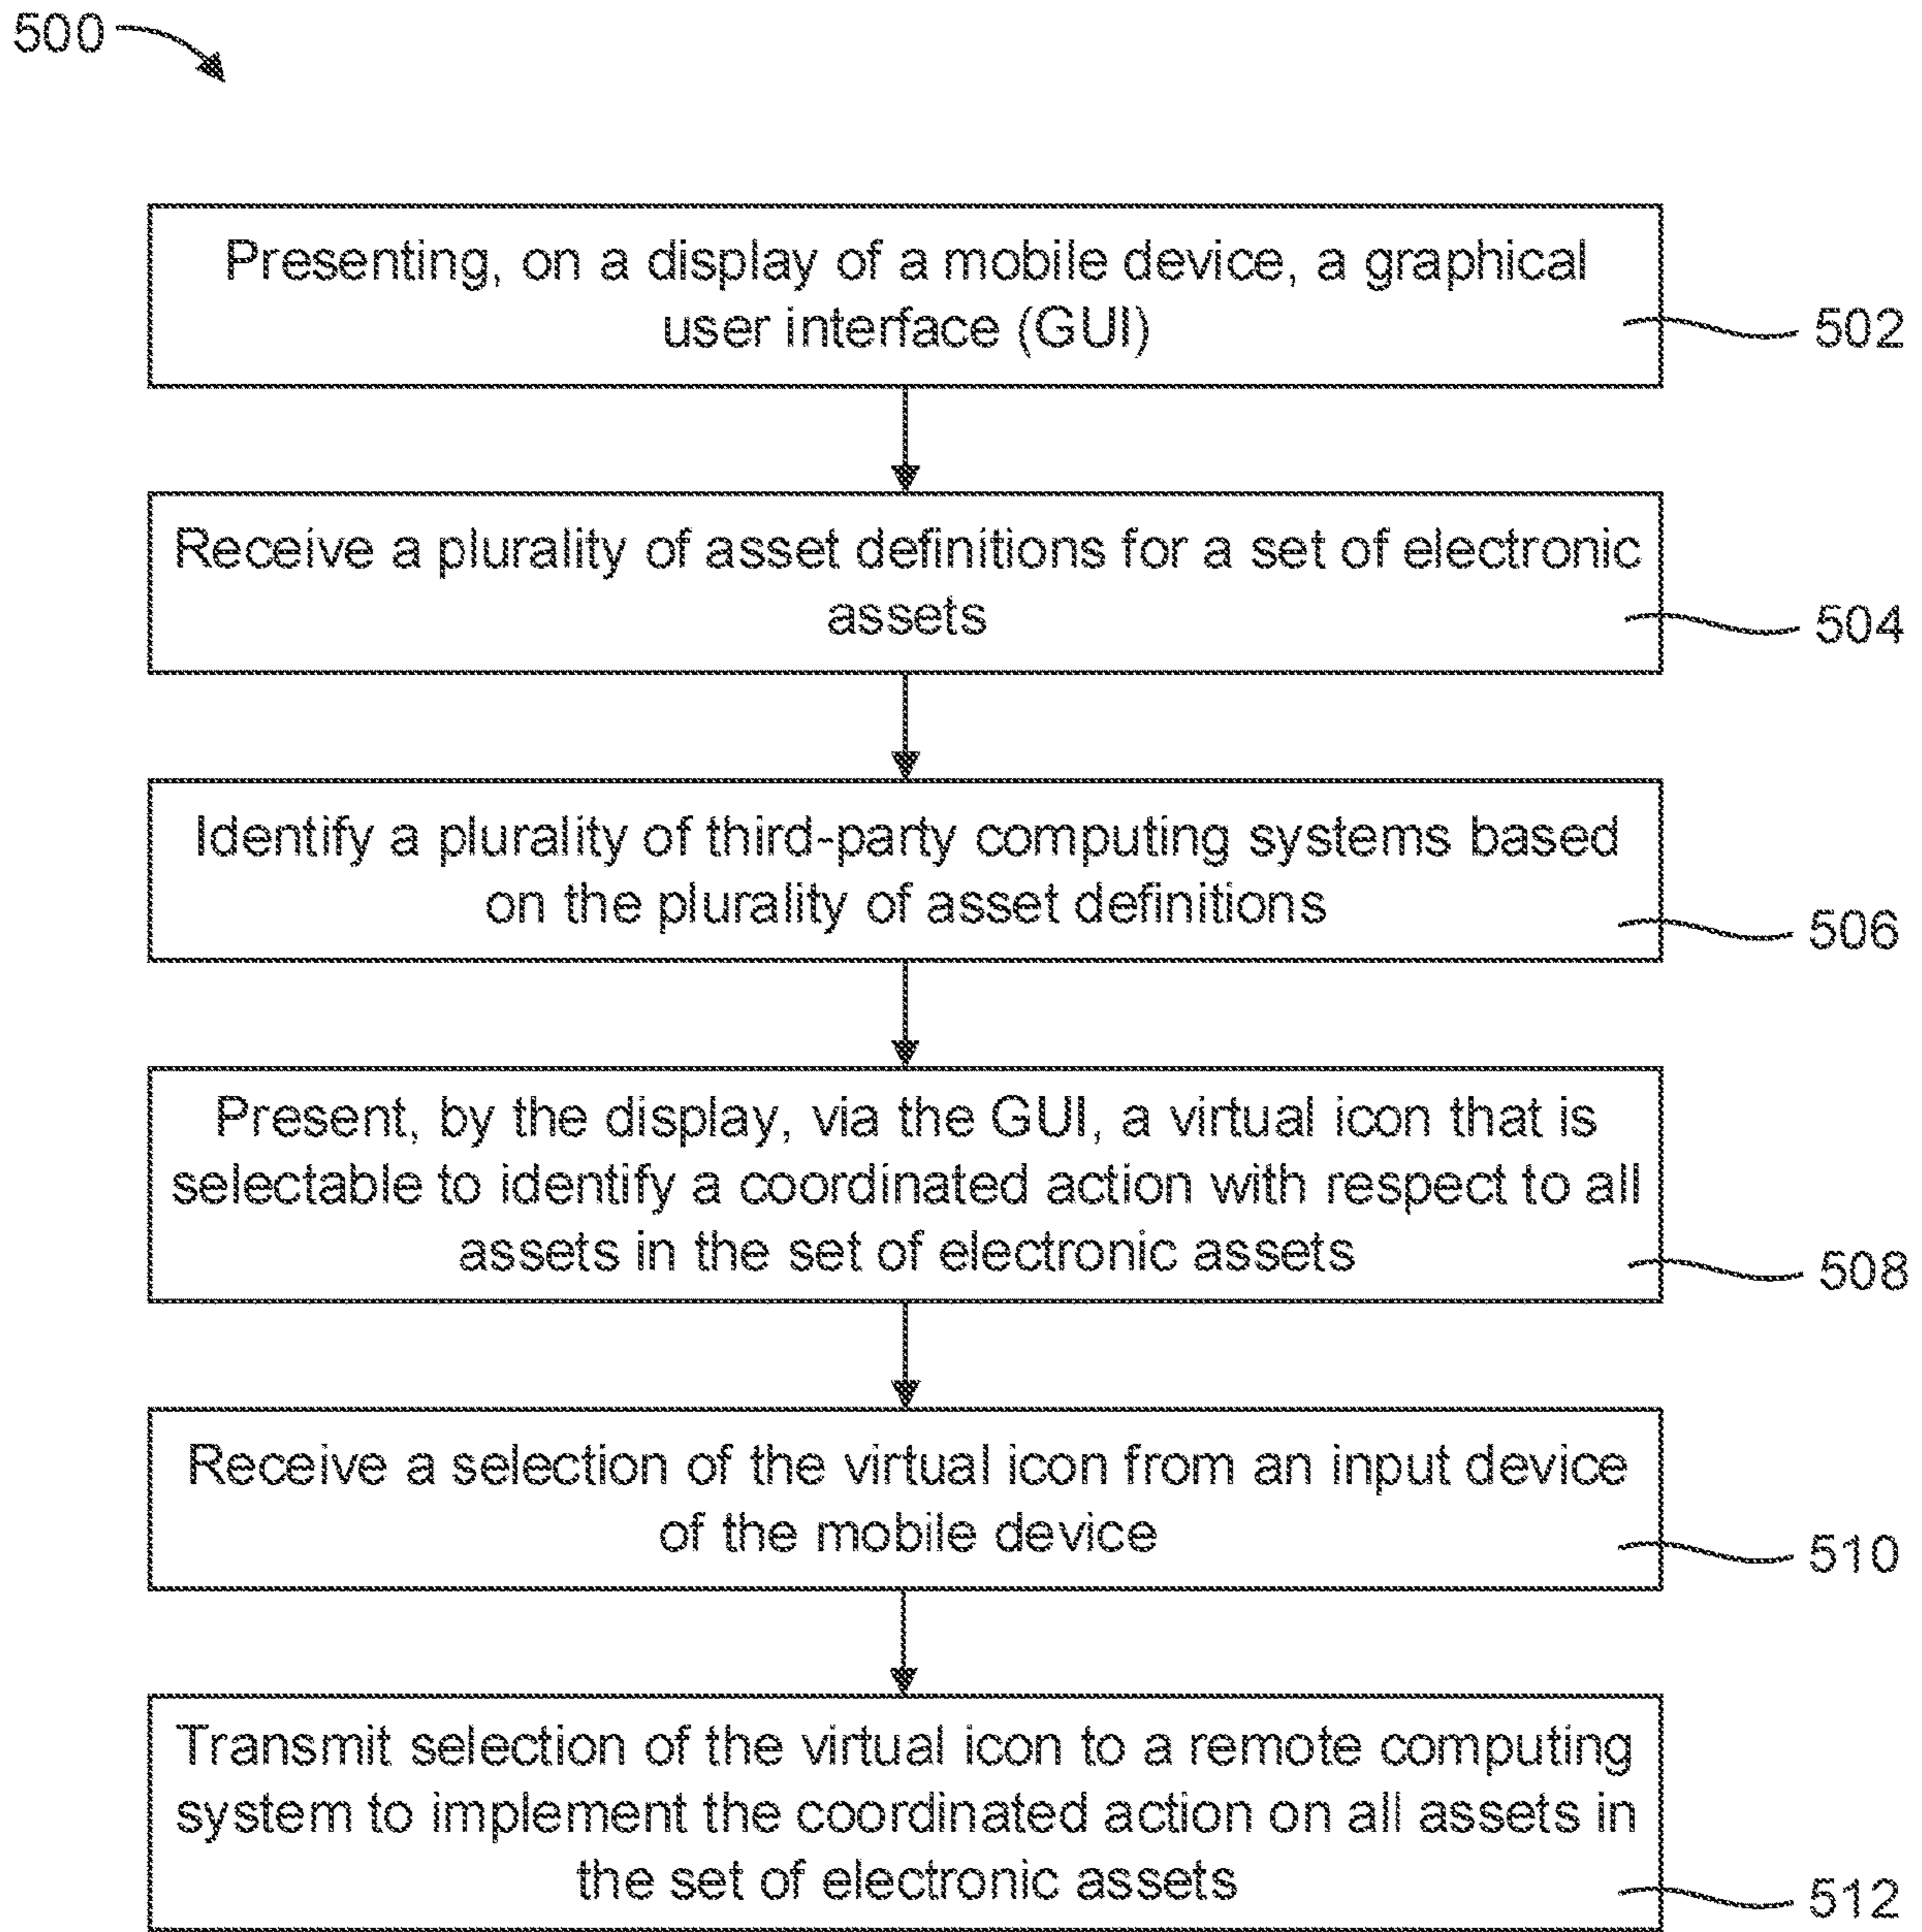 500
Presenting, on a display of a mobile device, a graphical
user interface (GUI)
502
Receive a plurality of asset definitions for a set of electronic
assets
504
Identify a plurality of third-party computing systems based
on the plurality of asset definitions
506
Present, by the display, via the GUI, a virtual icon that is
selectable to identify a coordinated action with respect to all
assets in the set of electronic assets
508
Receive a selection of the virtual icon from an input device
of the mobile device
510
Transmit selection of the virtual icon to a remote computing
system to implement the coordinated action on all assets in
the set of electronic assets
512